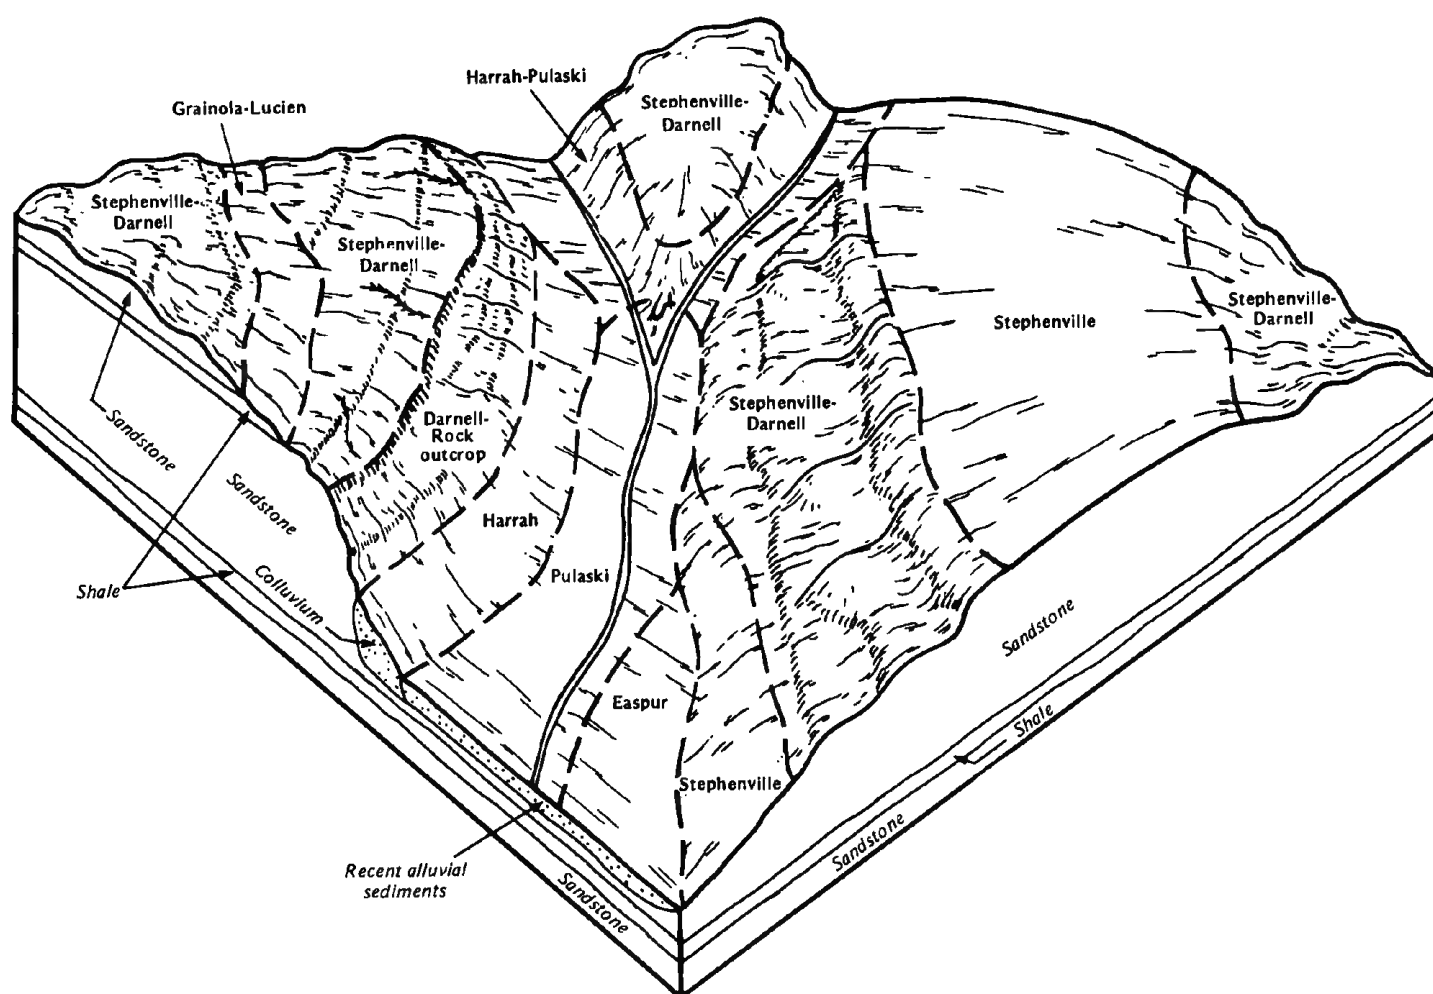 Harrah-Pulaski
Grainola-Lucien
Stephenville-
Darnell
Stephenville-
Darnell
Stephenville-
Darnell
Stephenville-
Darnell
Stephenville
Stephenville-
Darnell
Darnell-
Rock
outcrop
Sandstone
Sandstone
Harrah
Shale
Colluvium
Pulaski
Sandstone
Easpur
Shale
Stephenville
Sandstone
Recent alluvial
sediments
Sandstone